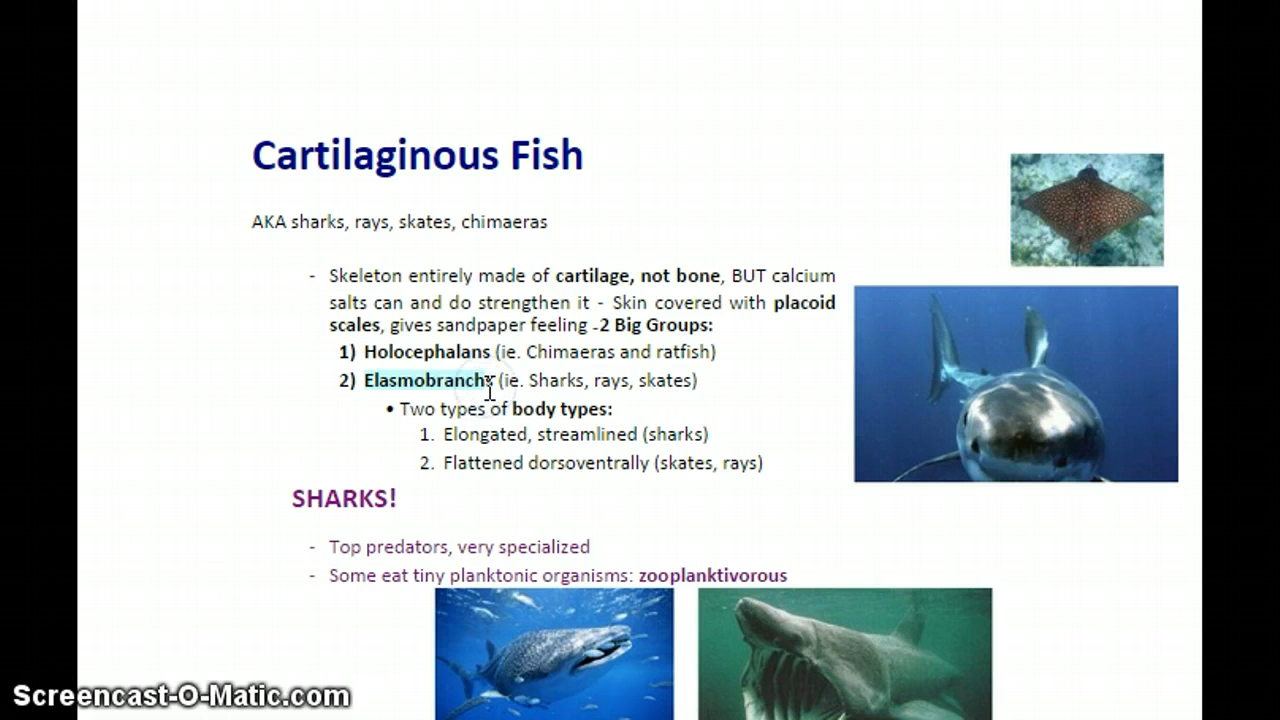 Cartilaginous Fish
AKA sharks, rays, skates, chimaeras
- Skeleton entirely made of cartilage, not bone, BUT calcium
salts can and do strengthen it - Skin covered with placoid
scales, gives sandpaper feeling -2 Big Groups:
1) Holocephalans (ie. Chimaeras and ratfish)
2) Elasmobranchs (ie. Sharks, rays, skates)
• Two types of body types:
1. Elongated, streamlined (sharks)
2. Flattened dorsoventrally (skates, rays)
SHARKS!
- Top predators, very specialized
- Some eat tiny planktonic organisms: zooplanktivorous
Screencast-O-Matic.com